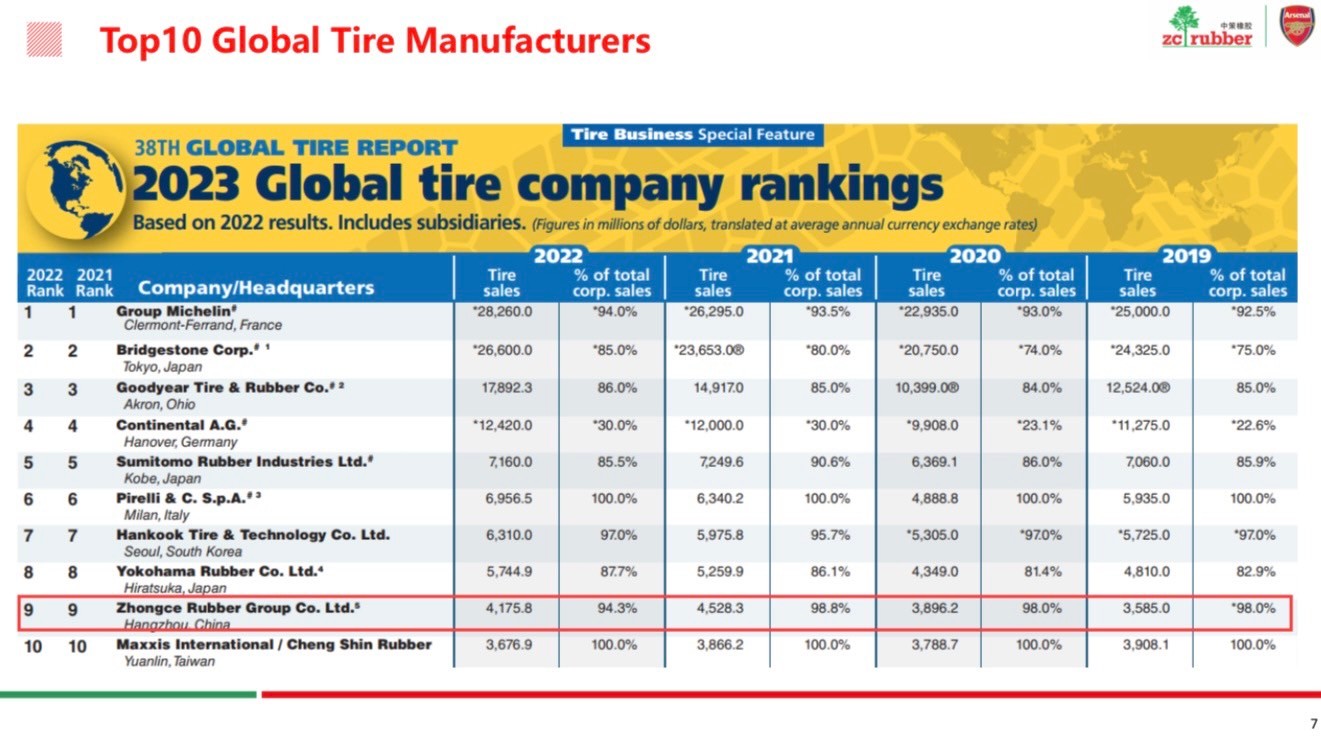 Top10 Global Tire Manufacturers
中策橡胶
zc rubber
Arsenal
Tire Business Special Feature
38TH GLOBAL TIRE REPORT
2023 Global tire company rankings
Based on 2022 results. Includes subsidiaries. (Figures in millions of dollars, translated at average annual currency exchange rates)
2022 2021 2020 2019
2022 Rank 2021 Rank Company/Headquarters Tire sales % of total corp. sales Tire sales % of total corp. sales Tire sales % of total corp. sales Tire sales % of total corp. sales
1 1 Group Michelin# *28,260.0 *94.0% *26,295.0 *93.5% *22,935.0 *93.0% *25,000.0 *92.5%
Clermont-Ferrand, France
2 2 Bridgestone Corp.# 1 *26,600.0 *85.0% *23,653.0® *80.0% *20,750.0 *74.0% *24,325.0 *75.0%
Tokyo, Japan
3 3 Goodyear Tire & Rubber Co.# 2 17,892.3 86.0% 14,917.0 85.0% 10,399.0® 84.0% 12,524.0® 85.0%
Akron, Ohio
4 4 Continental A.G.# *12,420.0 *30.0% *12,000.0 *30.0% *9,908.0 *23.1% *11,275.0 *22.6%
Hanover, Germany
5 5 Sumitomo Rubber Industries Ltd.# 7,160.0 85.5% 7,249.6 90.6% 6,369.1 86.0% 7,060.0 85.9%
Kobe, Japan
6 6 Pirelli & C. S.p.A.# 3 6,956.5 100.0% 6,340.2 100.0% 4,888.8 100.0% 5,935.0 100.0%
Milan, Italy
7 7 Hankook Tire & Technology Co. Ltd. 6,310.0 97.0% 5,975.8 95.7% *5,305.0 *97.0% *5,725.0 *97.0%
Seoul, South Korea
8 8 Yokohama Rubber Co. Ltd.4 5,744.9 87.7% 5,259.9 86.1% 4,349.0 81.4% 4,810.0 82.9%
Hiratsuka, Japan
9 9 Zhongce Rubber Group Co. Ltd.5 4,175.8 94.3% 4,528.3 98.8% 3,896.2 98.0% 3,585.0 *98.0%
Hangzhou, China
10 10 Maxxis International / Cheng Shin Rubber 3,676.9 100.0% 3,866.2 100.0% 3,788.7 100.0% 3,908.1 100.0%
Yuanlin, Taiwan
7